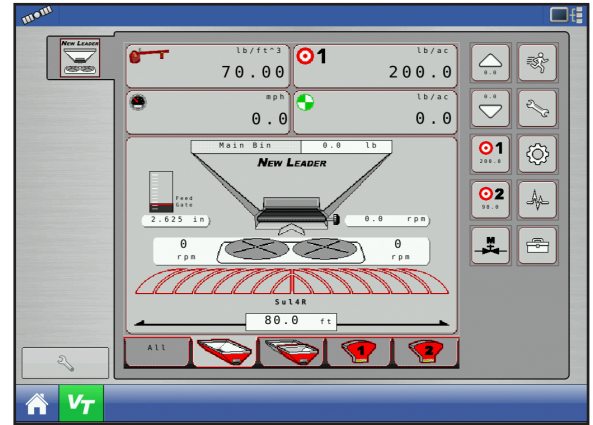 NEW LEADER
lb/ft^3
70.00
1
lb/ac
200.0
mph
0.0
lb/ac
0.0
0.0
0.0
1
200.0
2
90.0
M
Main Bin 0.0 lb
NEW LEADER
Feed
Gate
2.625 in
0.0 rpm
0
rpm
0
rpm
Sul4R
80.0 ft
All
1
2
VT